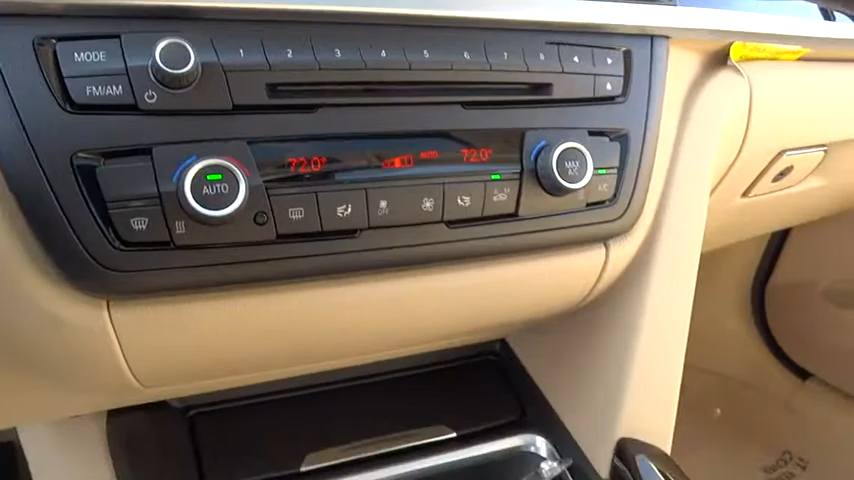 MODE
1 2 3 4 5 6 7 8
FM/AM
72.0° AUTO 72.0°
AUTO
MAX
A/C
A/C
OFF